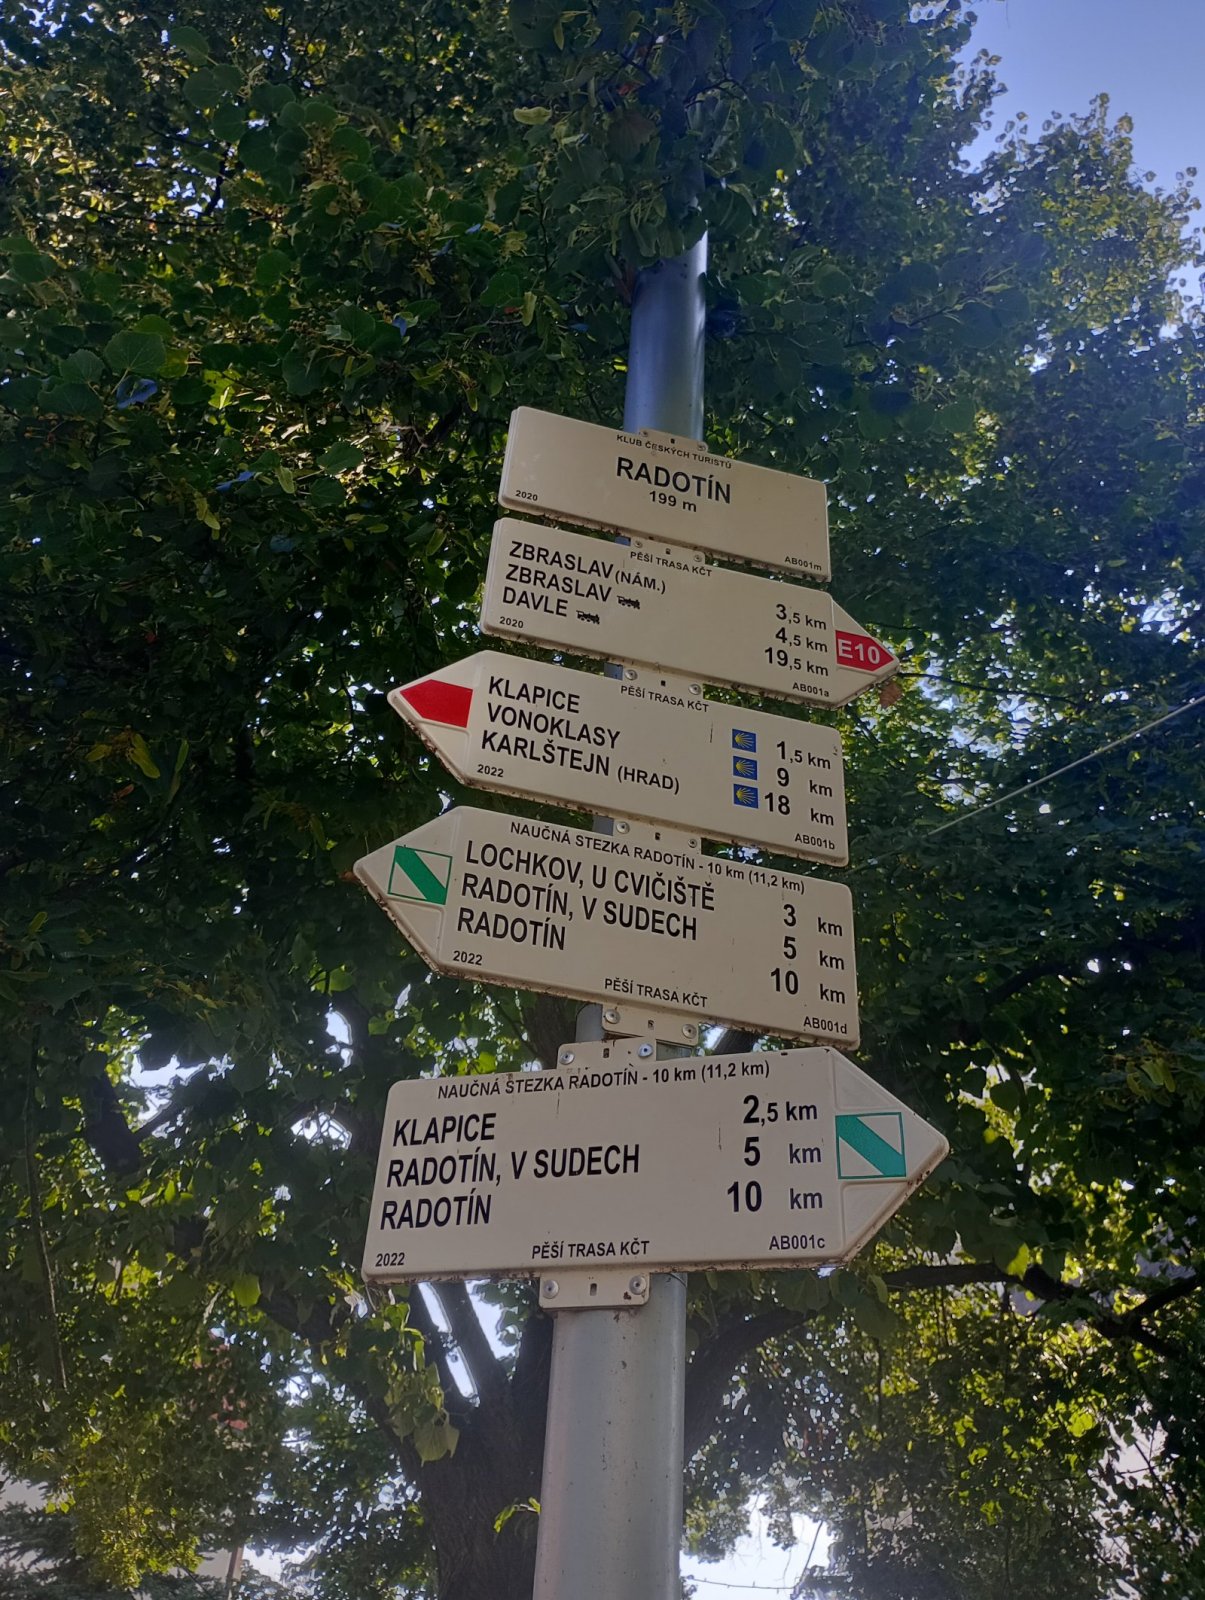 KLUB ČESKÝCH TURISTŮ
RADOTÍN
199 m
2020 AB001m
PĚŠÍ TRASA KČT
ZBRASLAV (NÁM.) 3,5 km
ZBRASLAV 4,5 km
DAVLE 19,5 km
E10
2020 AB001a
PĚŠÍ TRASA KČT
KLAPICE 1,5 km
VONOKLASY 9 km
KARLŠTEJN (HRAD) 18 km
2022 AB001b
NAUČNÁ STEZKA RADOTÍN - 10 km (11,2 km)
LOCHKOV, U CVIČIŠTĚ 3 km
RADOTÍN, V SUDECH 5 km
RADOTÍN 10 km
2022 PĚŠÍ TRASA KČT AB001d
NAUČNÁ STEZKA RADOTÍN - 10 km (11,2 km)
KLAPICE 2,5 km
RADOTÍN, V SUDECH 5 km
RADOTÍN 10 km
2022 PĚŠÍ TRASA KČT AB001c